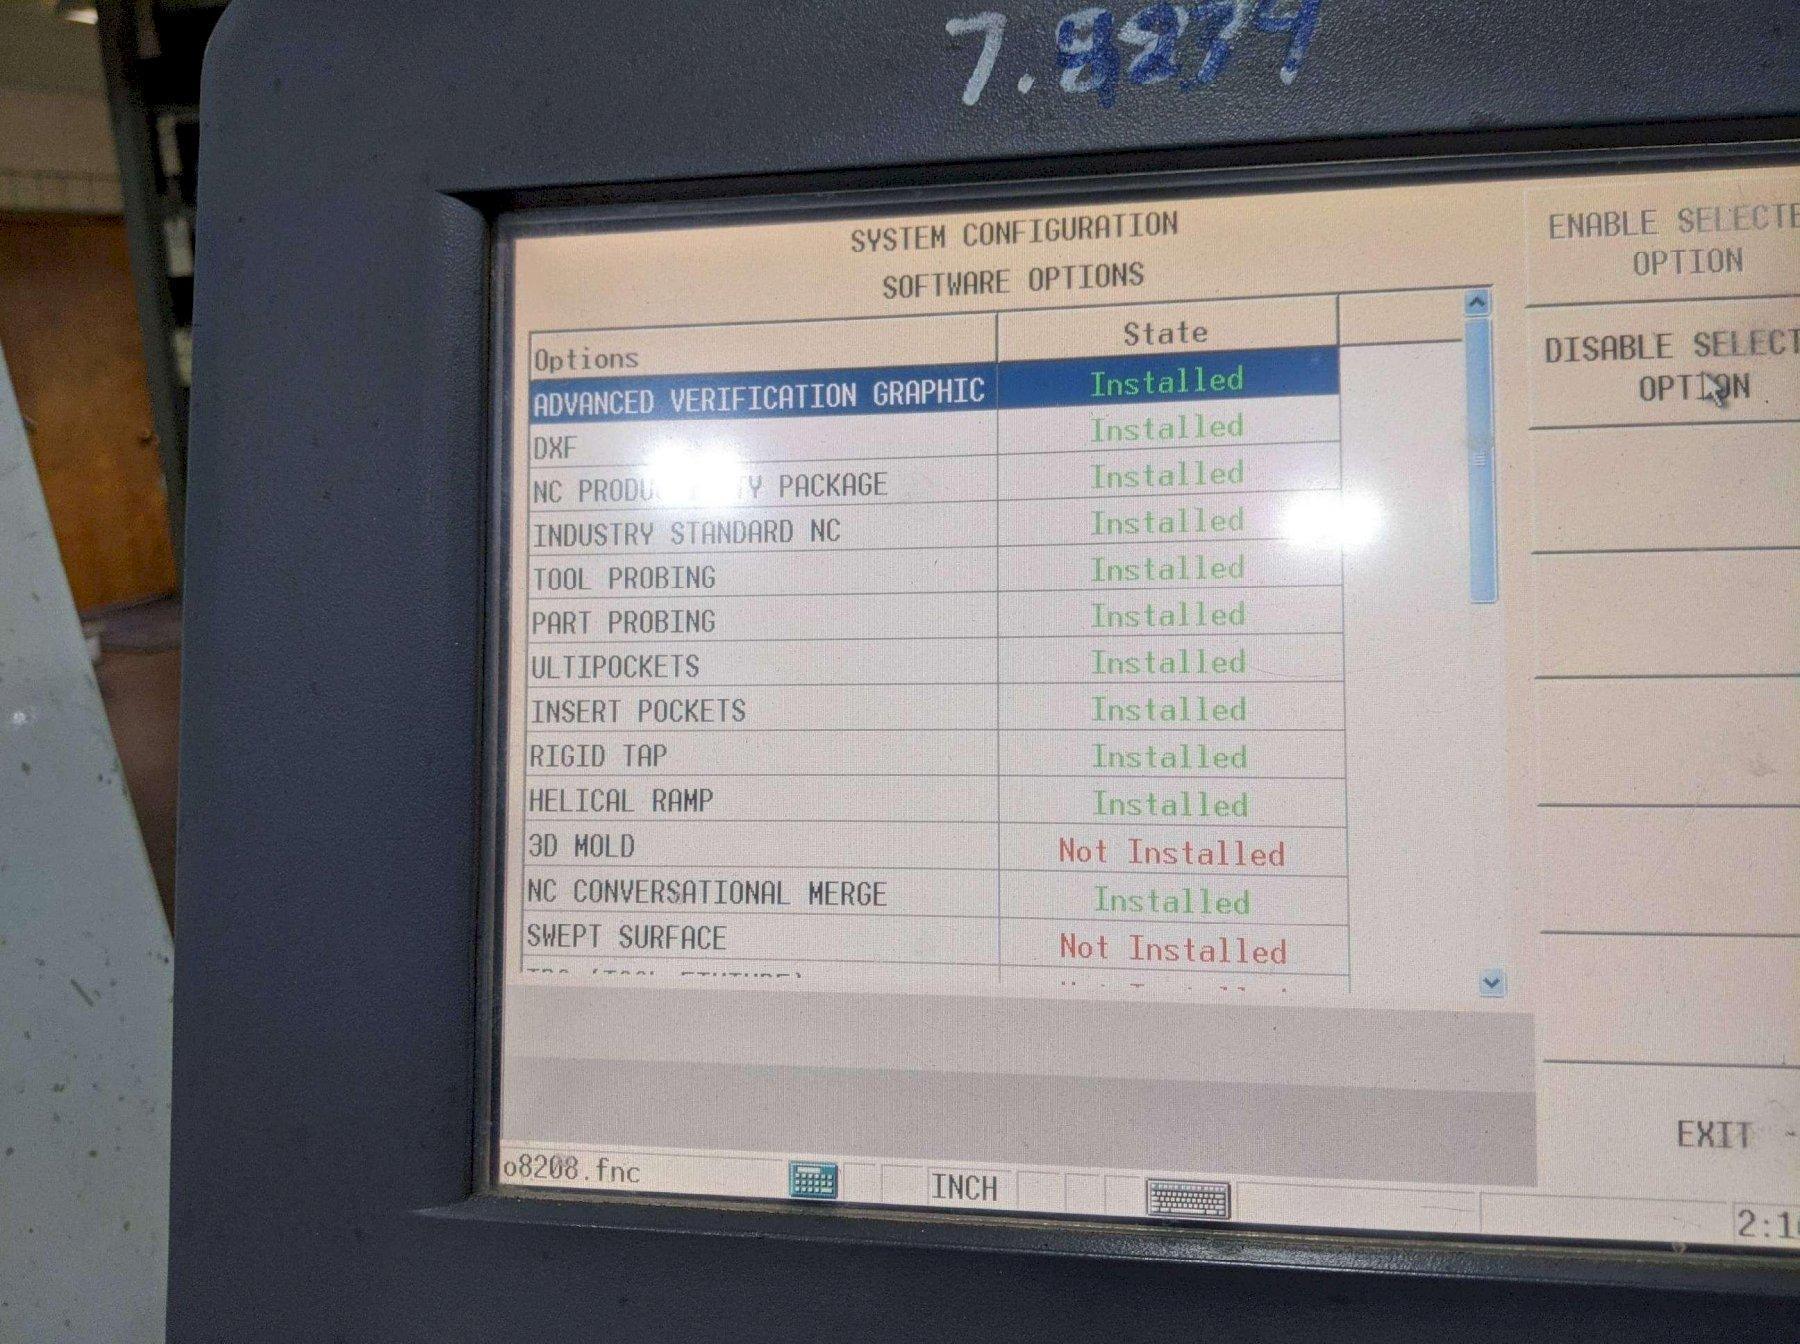 7.8274
SYSTEM CONFIGURATION
SOFTWARE OPTIONS
Options State
ADVANCED VERIFICATION GRAPHIC Installed
DXF Installed
NC PACKAGE Installed
INDUSTRY STANDARD NC Installed
TOOL PROBING Installed
PART PROBING Installed
ULTIPOCKETS Installed
INSERT POCKETS Installed
RIGID TAP Installed
HELICAL RAMP Installed
3D MOLD Not Installed
NC CONVERSATIONAL MERGE Installed
SWEPT SURFACE Not Installed
ENABLE SELECTE
OPTION
DISABLE SELECT
OPTION
EXIT
o8208.fnc INCH